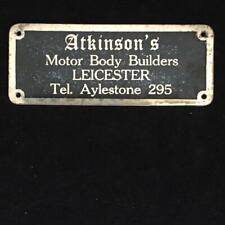 Atkinson's
Motor Body Builders
LEICESTER
Tel. Aylestone 295